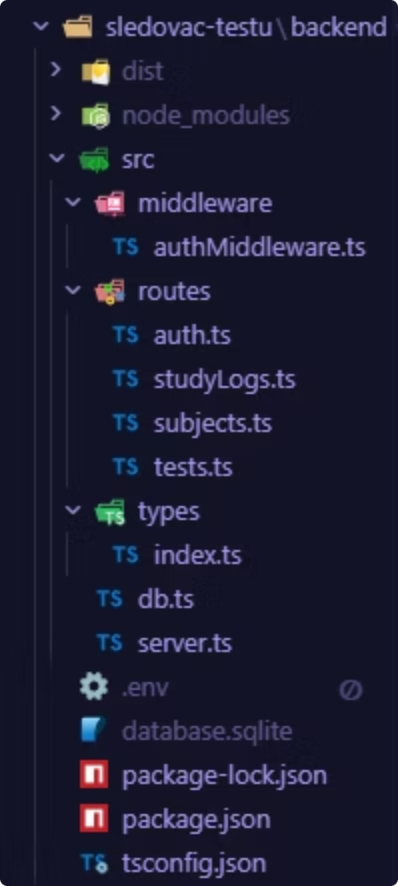 sledovac-testu\backend
dist
node_modules
src
middleware
TS authMiddleware.ts
routes
TS auth.ts
TS studyLogs.ts
TS subjects.ts
TS tests.ts
TS types
TS index.ts
TS db.ts
TS server.ts
.env
database.sqlite
package-lock.json
package.json
TS tsconfig.json